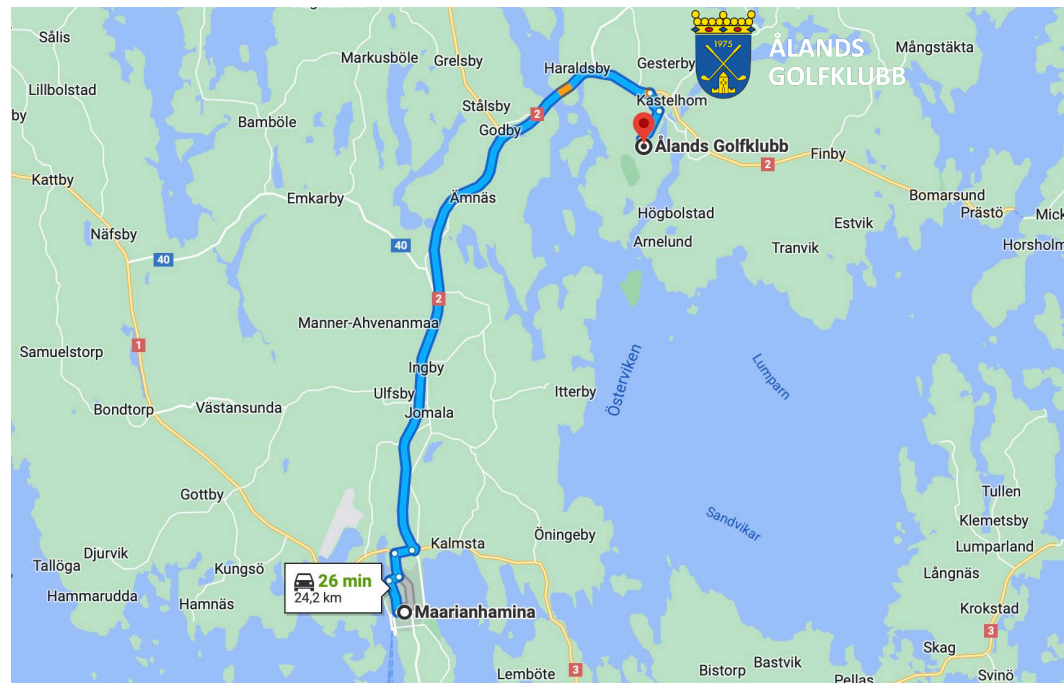 Sålis
Markusböle
Grelsby
Haraldsby
Gesterby
1975
ÅLANDS
GOLFKLUBB
Mångstäkta
Lillbolstad
by
Bamböle
Stålsby
2
Godby
Kastelhom
Ålands Golfklubb
2
Finby
Kattby
Emkarby
Ämnäs
Högbolstad
Bomarsund
Prästö
Mick
Näfsby
40
40
Arnelund
Tranvik
Estvik
Horsholm
2
Manner-Ahvenanmaa
1
Samuelstorp
Ingby
Ulfsby
Itterby
Österviken
Lumparn
Bondtorp
Västansunda
Jomala
Gottby
Tullen
Sandvikar
Klemetsby
Lumparland
Kalmsta
Öningeby
Djurvik
Tallöga
Kungsö
Långnäs
Hammarudda
Hamnäs
26 min
24,2 km
Maarianhamina
Krokstad
3
Skag
Lemböte
3
Bistorp
Bastvik
Pellas
Svinö